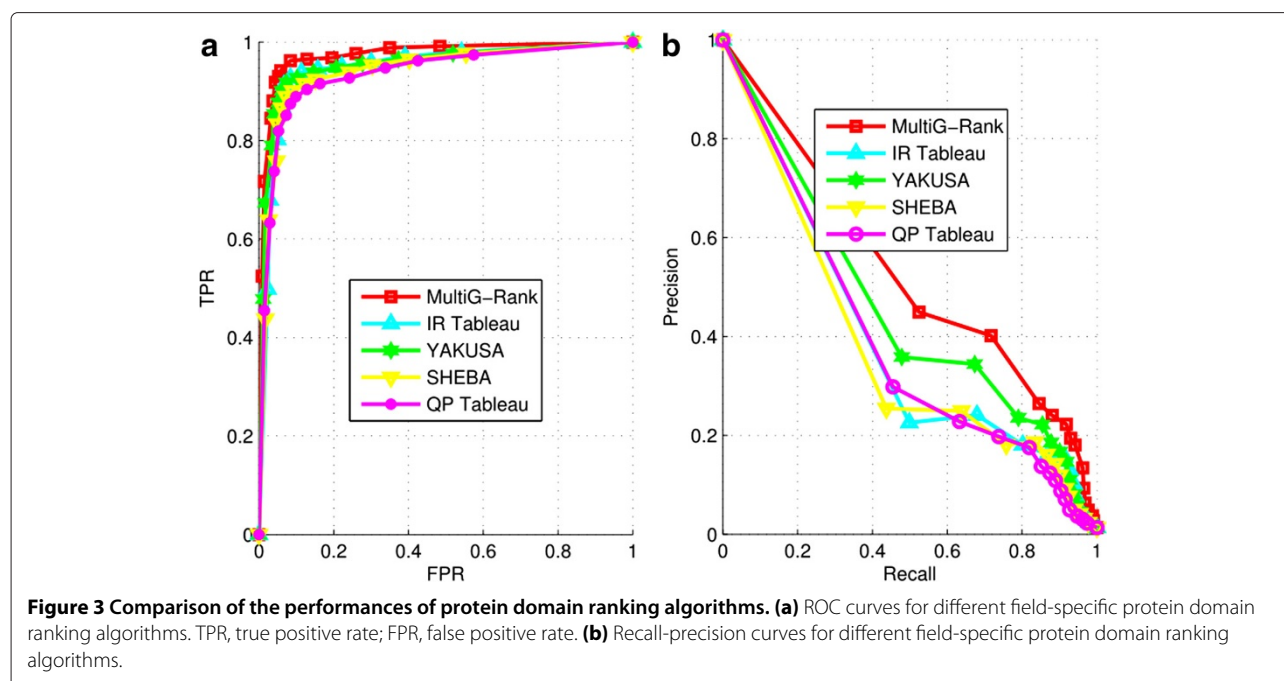 a
1
0.8
0.6
0.4
0.2
0
TPR
MultiG-Rank
IR Tableau
YAKUSA
SHEBA
QP Tableau
0 0.2 0.4 0.6 0.8 1
FPR
b
1
0.8
0.6
0.4
0.2
0
Precision
MultiG-Rank
IR Tableau
YAKUSA
SHEBA
QP Tableau
0 0.2 0.4 0.6 0.8 1
Recall
Figure 3 Comparison of the performances of protein domain ranking algorithms. (a) ROC curves for different field-specific protein domain
ranking algorithms. TPR, true positive rate; FPR, false positive rate. (b) Recall-precision curves for different field-specific protein domain ranking
algorithms.